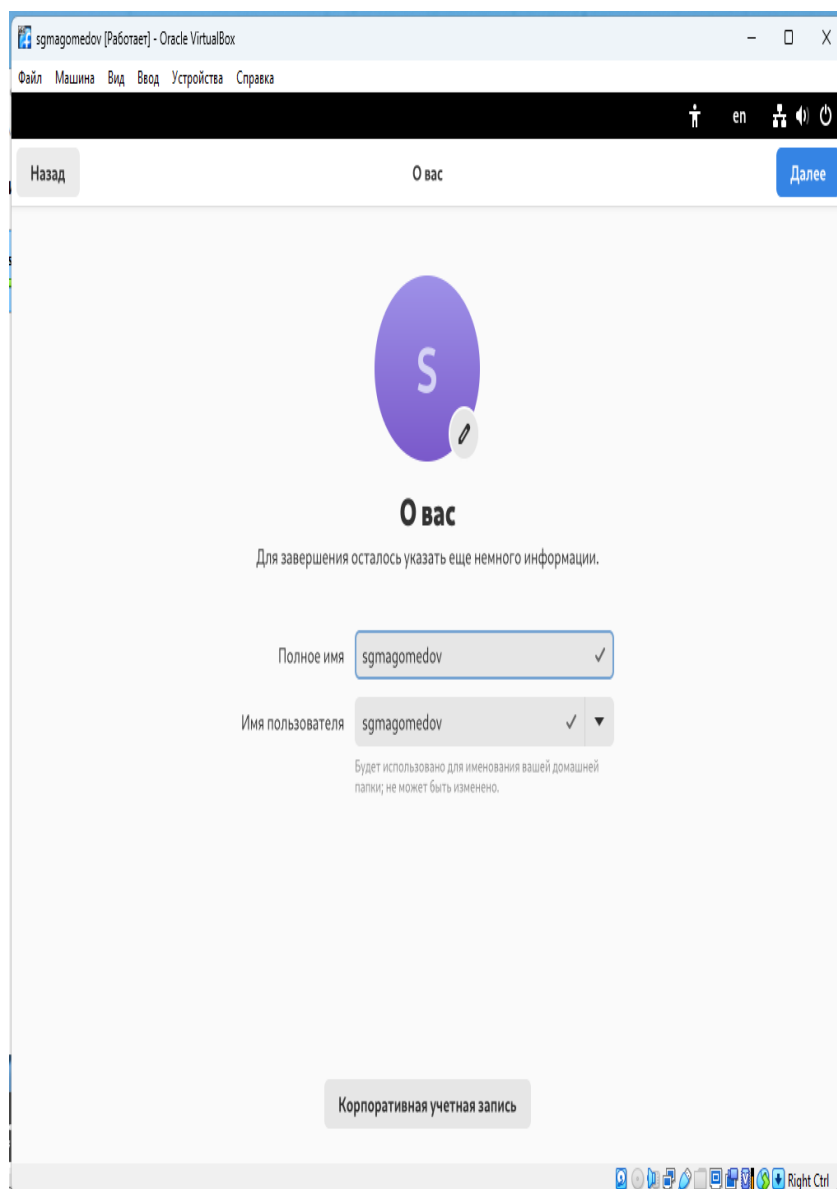 sgmagomedov [Работает] - Oracle VirtualBox
Файл Машина Вид Ввод Устройства Справка
en
Назад
О вас
Далее
S
О вас
Для завершения осталось указать еще немного информации.
Полное имя sgmagomedov
Имя пользователя sgmagomedov
Будет использовано для именования вашей домашней
папки; не может быть изменено.
Корпоративная учетная запись
Right Ctrl